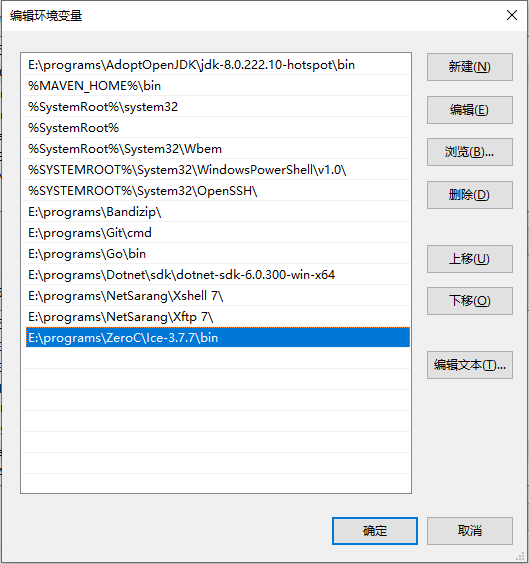 编辑环境变量
E:\programs\AdoptOpenJDK\jdk-8.0.222.10-hotspot\bin
%MAVEN_HOME%\bin
%SystemRoot%\system32
%SystemRoot%
%SystemRoot%\System32\Wbem
%SYSTEMROOT%\System32\WindowsPowerShell\v1.0\
%SYSTEMROOT%\System32\OpenSSH\
E:\programs\Bandizip\
E:\programs\Git\cmd
E:\programs\Go\bin
E:\programs\Dotnet\sdk\dotnet-sdk-6.0.300-win-x64
E:\programs\NetSarang\Xshell 7\
E:\programs\NetSarang\Xftp 7\
E:\programs\ZeroC\Ice-3.7.7\bin
新建(N)
编辑(E)
浏览(B)...
删除(D)
上移(U)
下移(O)
编辑文本(T)...
确定
取消